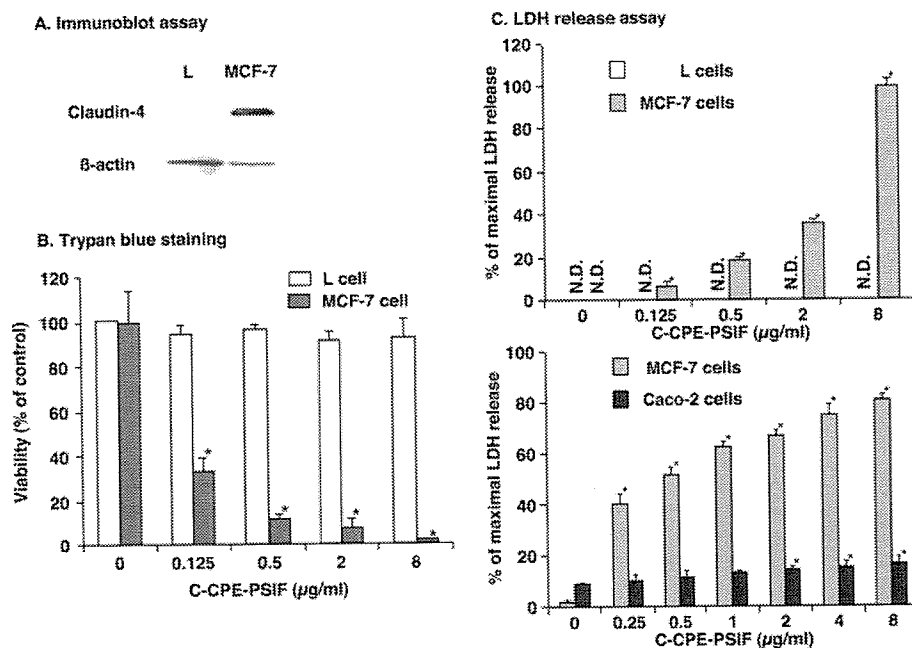 A. Immunoblot assay
L MCF-7
Claudin-4
ß-actin
B. Trypan blue staining
120
100
80
60
40
20
0
Viability (% of control)
L cell
MCF-7 cell
*
*
*
*
0 0.125 0.5 2 8
C-CPE-PSIF (µg/ml)
C. LDH release assay
120
100
80
60
40
20
0
% of maximal LDH release
L cells
MCF-7 cells
N.D. N.D. N.D. N.D. N.D. N.D.
0 0.125 0.5 2 8
C-CPE-PSIF (µg/ml)
100
80
60
40
20
0
% of maximal LDH release
MCF-7 cells
Caco-2 cells
0 0.25 0.5 1 2 4 8
C-CPE-PSIF (µg/ml)